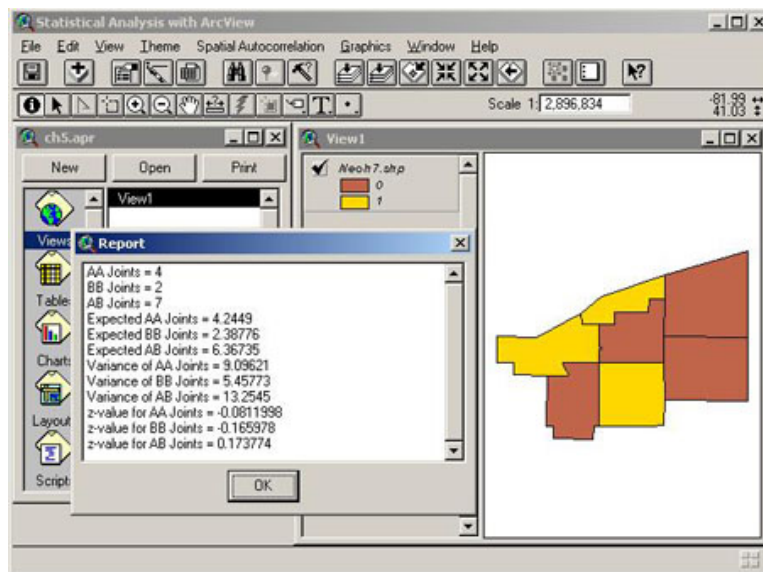 Statistical Analysis with ArcView
File Edit View Theme Spatial Autocorrelation Graphics Window Help
Scale 1: 2,896,834
-81.99
41.03
ch5.apr
New Open Print
View1
Views
Tables
Charts
Layout
Script
View1
Neoh7.shp
0
1
Report
AA Joints = 4
BB Joints = 2
AB Joints = 7
Expected AA Joints = 4.2449
Expected BB Joints = 2.38776
Expected AB Joints = 6.36735
Variance of AA Joints = 9.09621
Variance of BB Joints = 5.45773
Variance of AB Joints = 13.2545
z-value for AA Joints = -0.0811998
z-value for BB Joints = -0.165978
z-value for AB Joints = 0.173774
OK